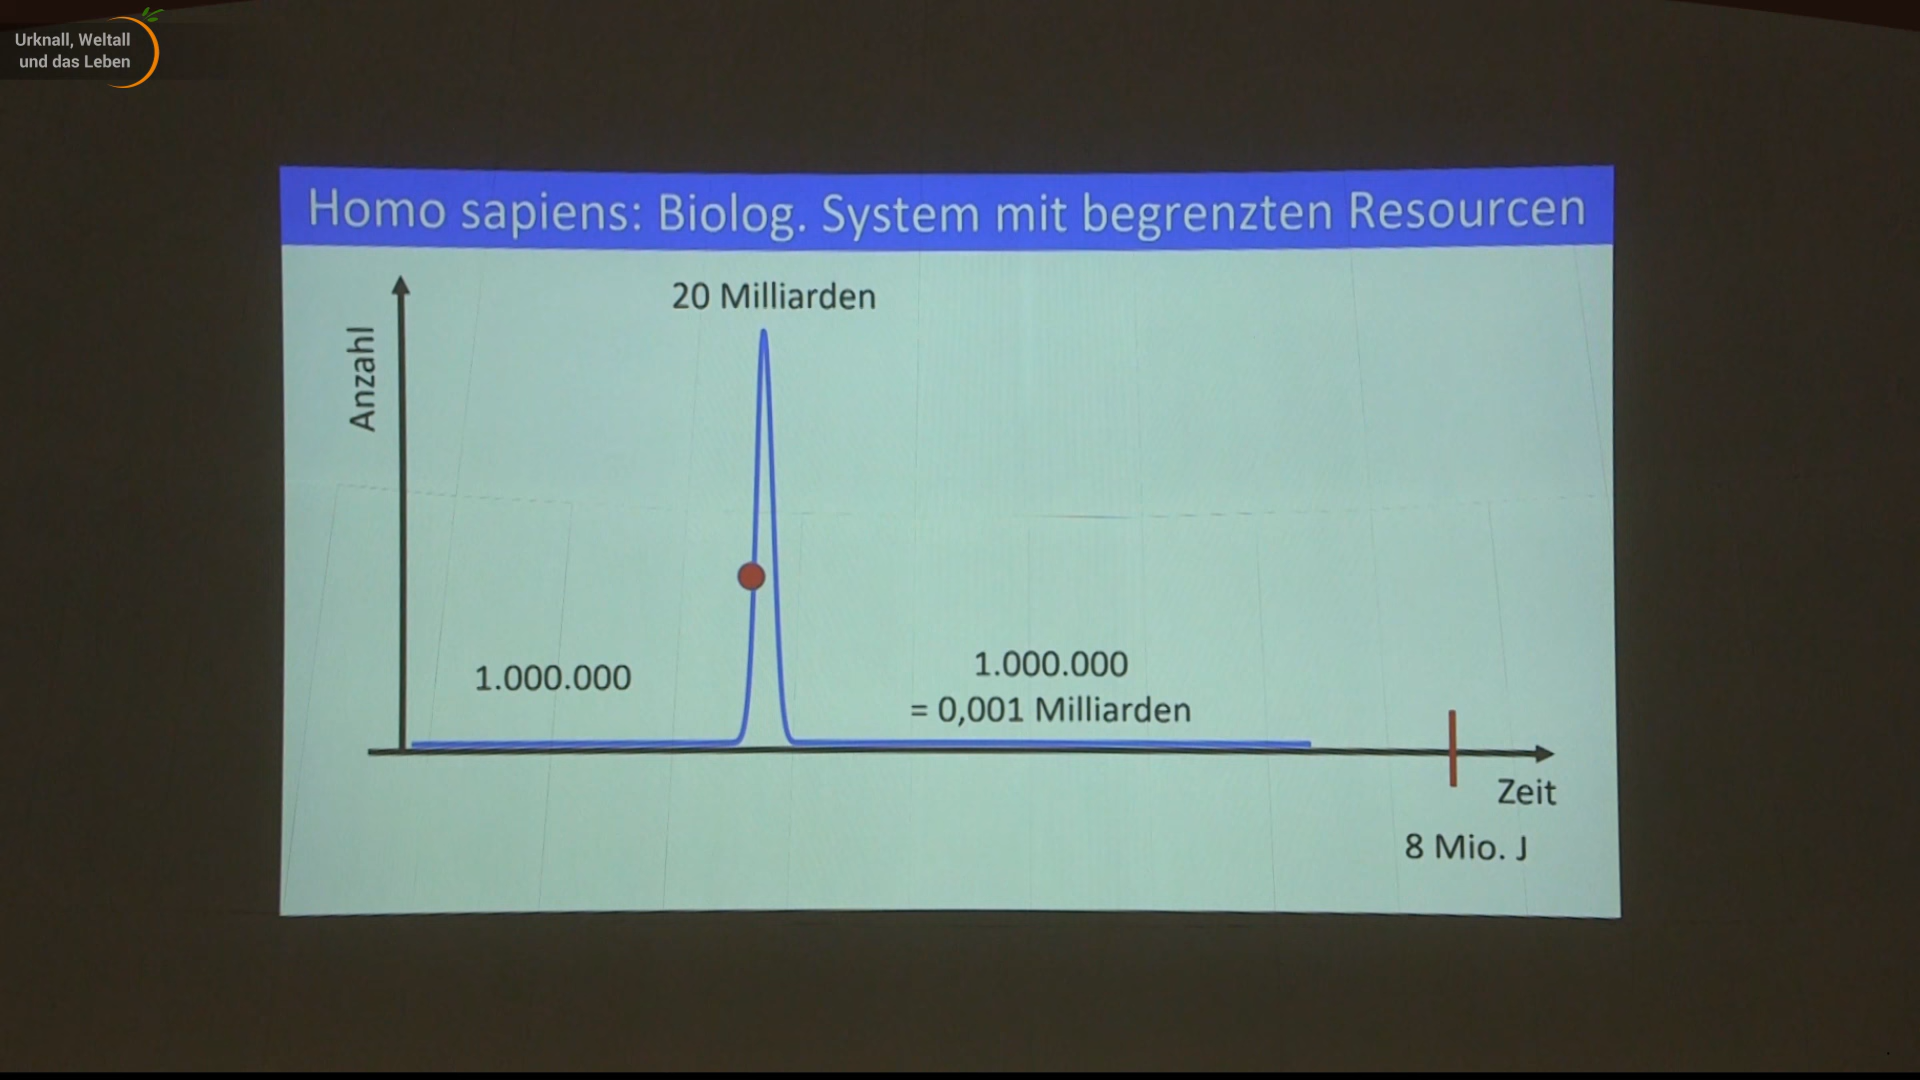 Urknall, Weltall
und das Leben
Homo sapiens: Biolog. System mit begrenzten Resourcen
20 Milliarden
Anzahl
1.000.000
1.000.000
= 0,001 Milliarden
Zeit
8 Mio. J